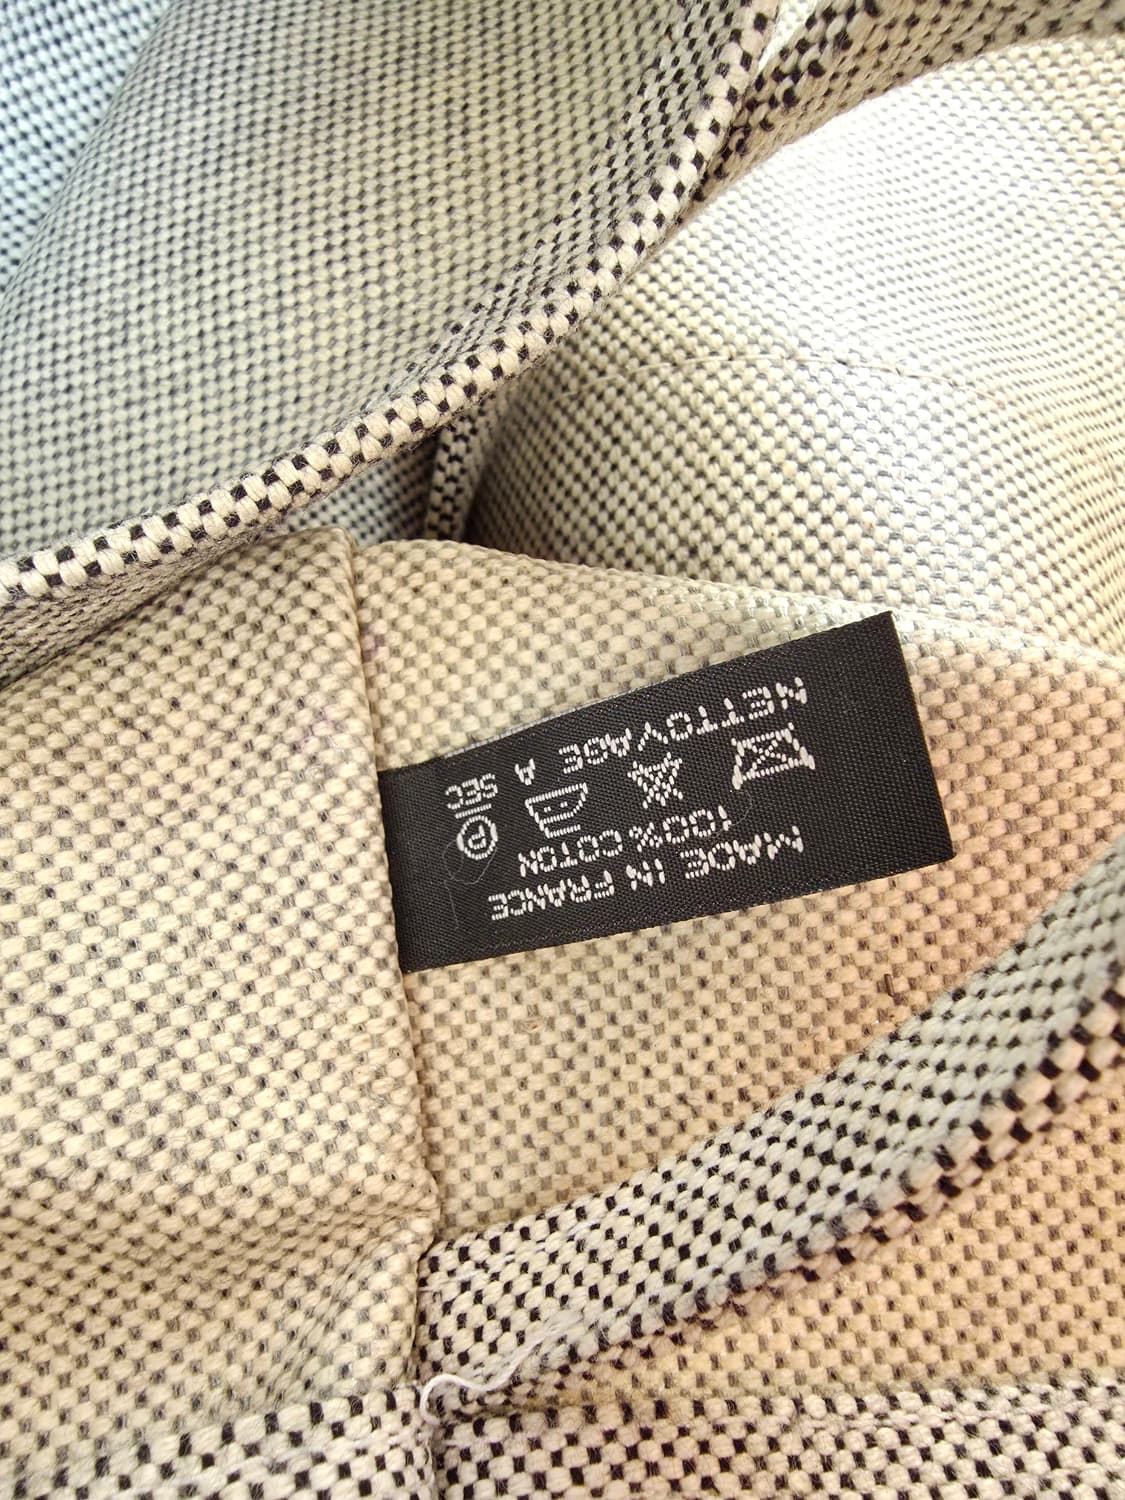 MADE IN FRANCE
100% COTON
P
NETTOYAGE A SEC